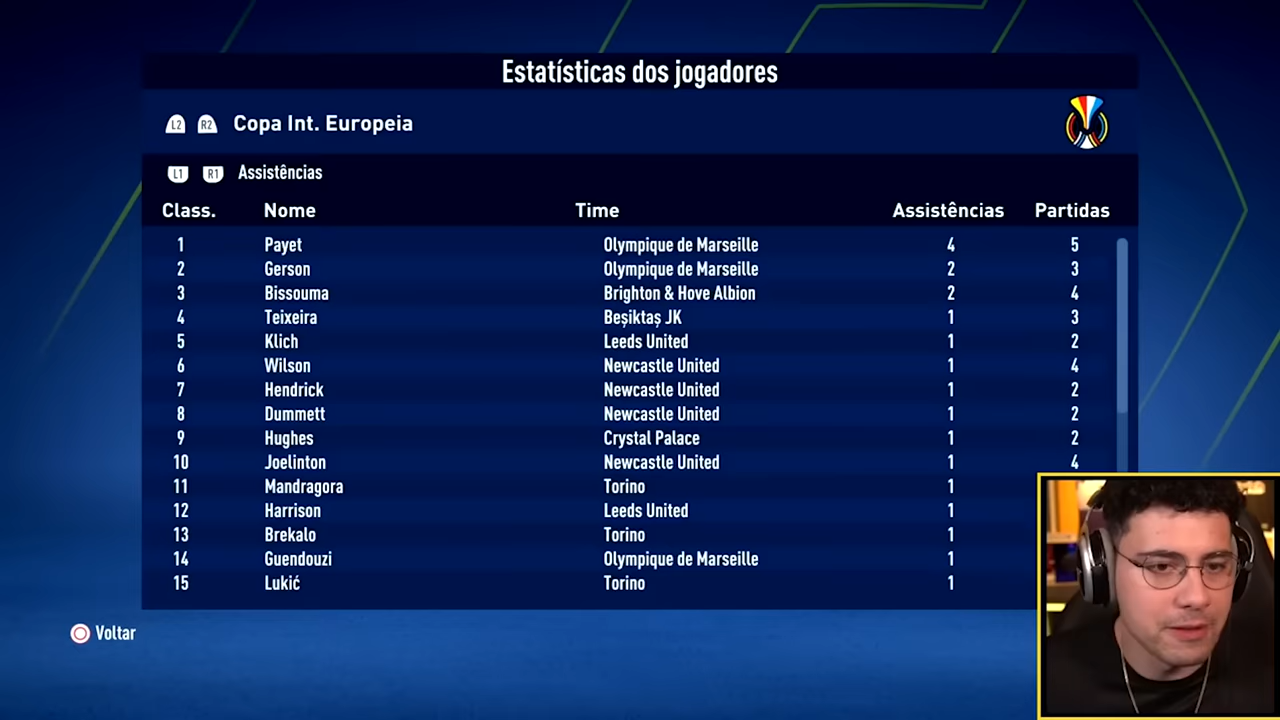 Estatísticas dos jogadores
L2 R2 Copa Int. Europeia
L1 R1 Assistências
Class. Nome Time Assistências Partidas
1 Payet Olympique de Marseille 4 5
2 Gerson Olympique de Marseille 2 3
3 Bissouma Brighton & Hove Albion 2 4
4 Teixeira Beşiktaş JK 1 3
5 Klich Leeds United 1 2
6 Wilson Newcastle United 1 4
7 Hendrick Newcastle United 1 2
8 Dummett Newcastle United 1 2
9 Hughes Crystal Palace 1 2
10 Joelinton Newcastle United 1 4
11 Mandragora Torino 1
12 Harrison Leeds United 1
13 Brekalo Torino 1
14 Guendouzi Olympique de Marseille 1
15 Lukić Torino 1
Voltar